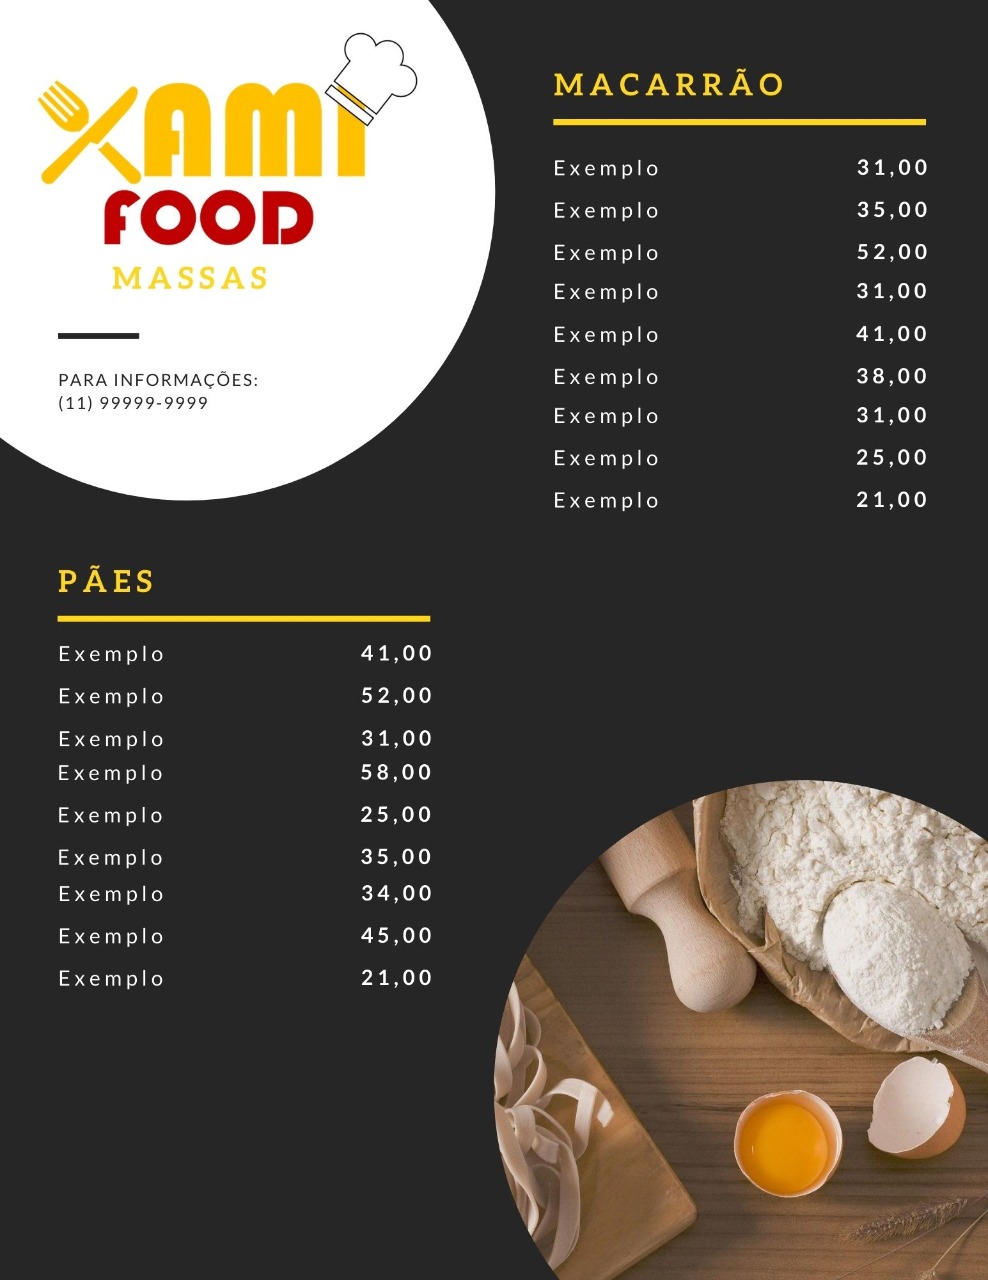 XAMI
FOOD
MASSAS
PARA INFORMAÇÕES:
(11) 99999-9999
MACARRÃO
Exemplo 31,00
Exemplo 35,00
Exemplo 52,00
Exemplo 31,00
Exemplo 41,00
Exemplo 38,00
Exemplo 31,00
Exemplo 25,00
Exemplo 21,00
PÃES
Exemplo 41,00
Exemplo 52,00
Exemplo 31,00
Exemplo 58,00
Exemplo 25,00
Exemplo 35,00
Exemplo 34,00
Exemplo 45,00
Exemplo 21,00